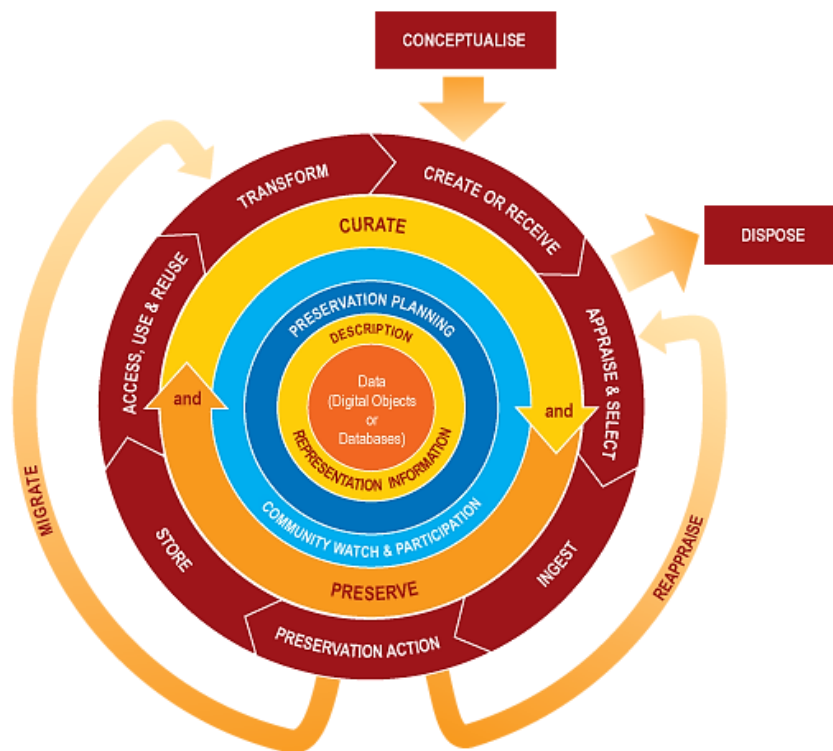 CONCEPTUALISE
TRANSFORM
CREATE OR RECEIVE
DISPOSE
CURATE
ACCESS, USE & REUSE
APPRAISE & SELECT
PRESERVATION PLANNING
DESCRIPTION
Data
(Digital Objects
or
Databases)
and
and
REPRESENTATION INFORMATION
COMMUNITY WATCH & PARTICIPATION
MIGRATE
STORE
INGEST
REAPPRAISE
PRESERVE
PRESERVATION ACTION